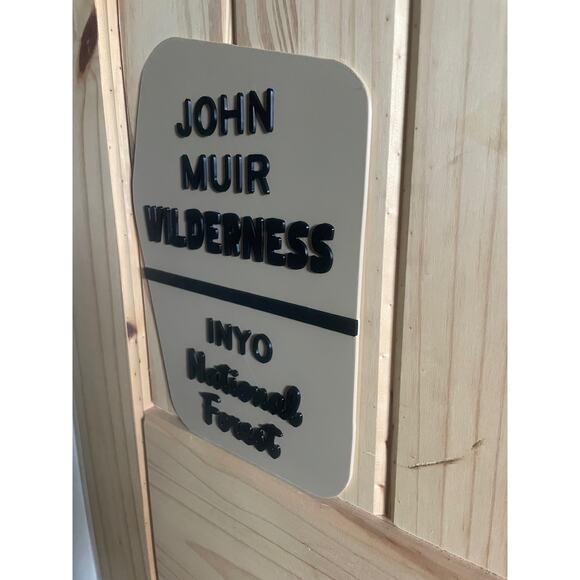 JOHN
MUIR
WILDERNESS
INYO
National
Forest